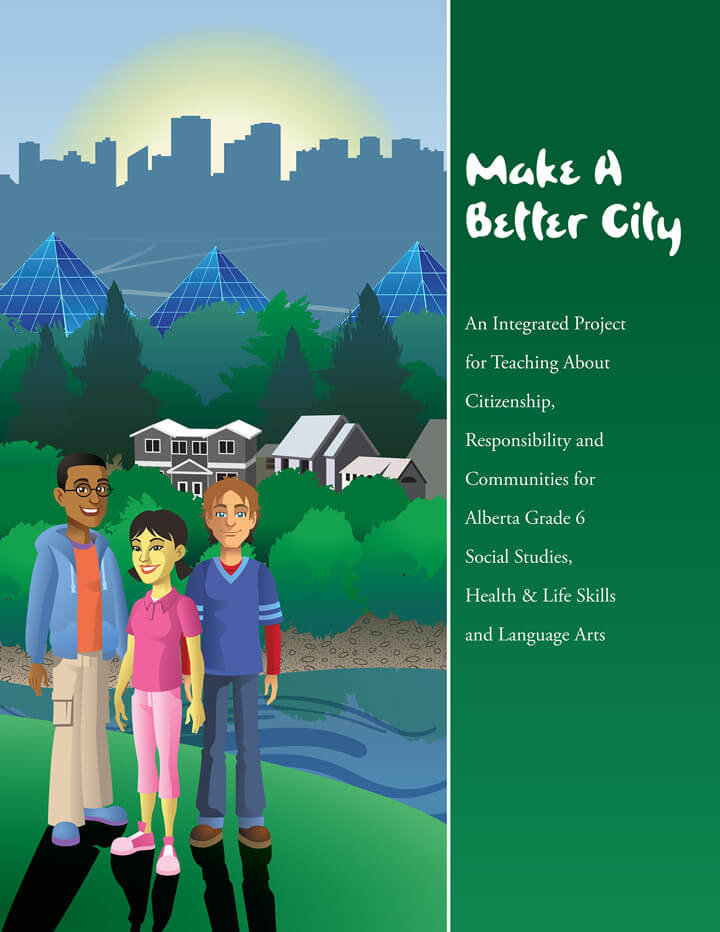 Make A
Better City
An Integrated Project
for Teaching About
Citizenship,
Responsibility and
Communities for
Alberta Grade 6
Social Studies,
Health & Life Skills
and Language Arts